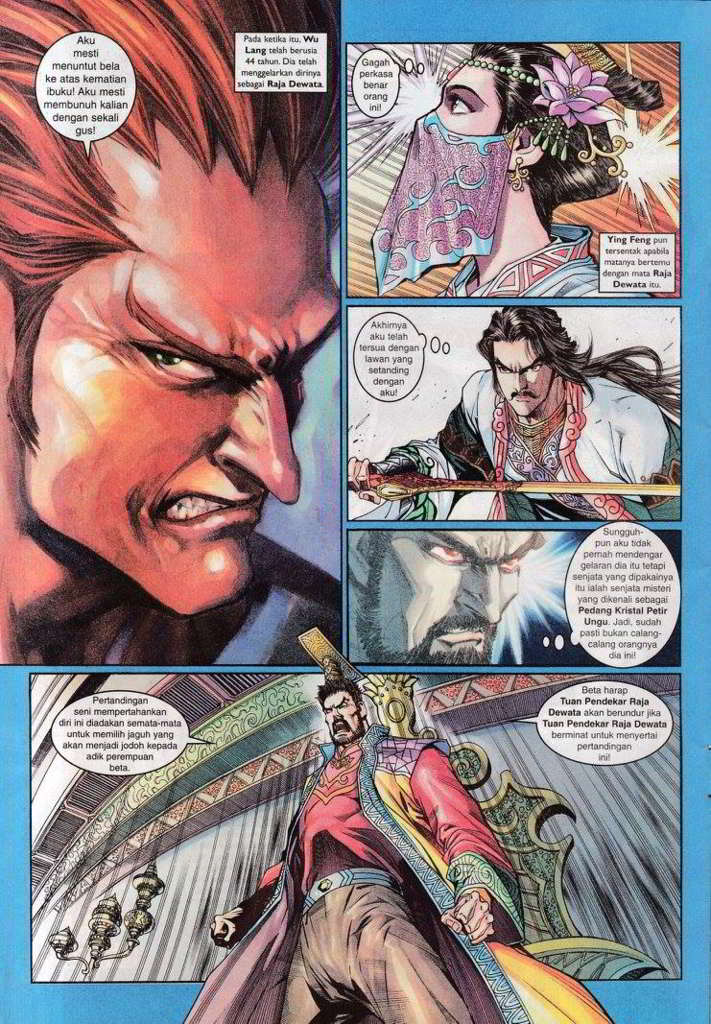 Aku
mesti
menuntut bela
ke atas kematian
ibuku! Aku mesti
membunuh kalian
dengan sekali
gus!
Pada ketika itu, Wu
Lang telah berusia
44 tahun. Dia telah
menggelarkan dirinya
sebagai Raja Dewata.
Gagah
perkasa
benar
orang
ini!
Ying Feng pun
tersentak apabila
matanya bertemu
dengan mata Raja
Dewata itu.
Akhirnya
aku telah
tersua dengan
lawan yang
setanding
dengan
aku!
Sungguh-
pun aku tidak
pernah mendengar
gelaran dia itu tetapi
senjata yang dipakainya
itu ialah senjata misteri
yang dikenali sebagai
Pedang Kristal Petir
Ungu. Jadi, sudah
pasti bukan calang-
calang orangnya
dia ini!
Pertandingan
seni mempertahankan
diri ini diadakan semata-mata
untuk memilih jaguh yang
akan menjadi jodoh kepada
adik perempuan
beta.
Beta harap
Tuan Pendekar Raja
Dewata akan berundur jika
Tuan Pendekar Raja Dewata
berminat untuk menyertai
pertandingan
ini!